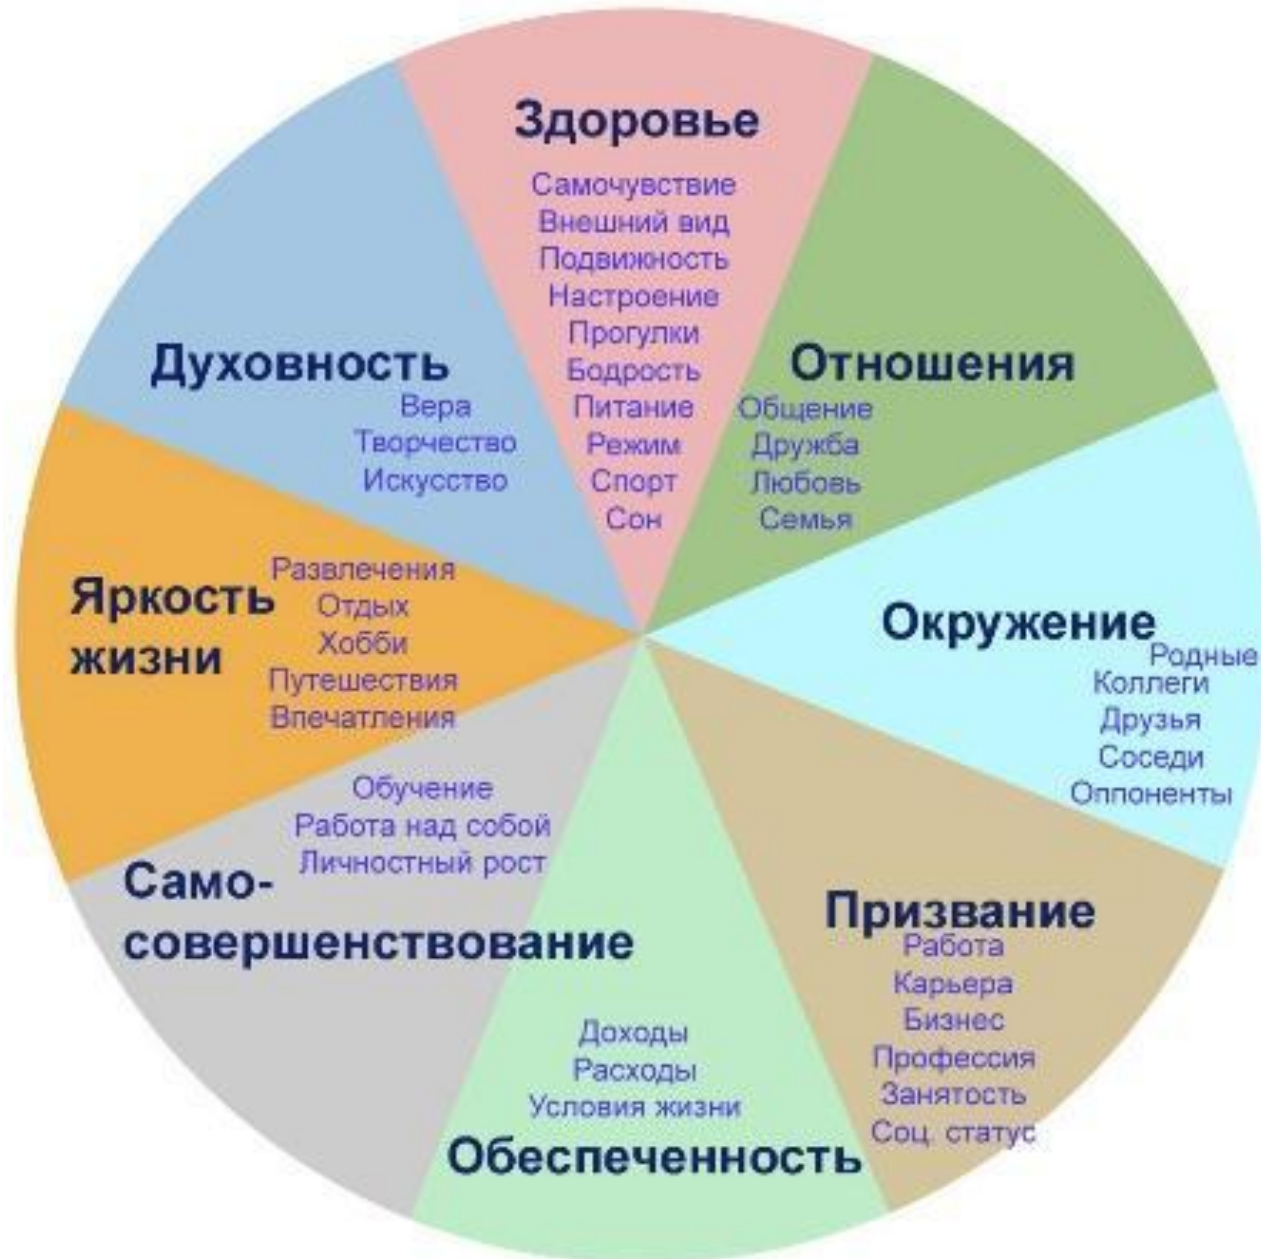 Здоровье
Самочувствие
Внешний вид
Подвижность
Настроение
Прогулки
Бодрость
Питание
Режим
Спорт
Сон
Отношения
Общение
Дружба
Любовь
Семья
Окружение
Родные
Коллеги
Друзья
Соседи
Оппоненты
Призвание
Работа
Карьера
Бизнес
Профессия
Занятость
Соц. статус
Доходы
Расходы
Условия жизни
Обеспеченность
Обучение
Работа над собой
Личностный рост
Само-
совершенствование
Яркость
жизни
Развлечения
Отдых
Хобби
Путешествия
Впечатления
Духовность
Вера
Творчество
Искусство